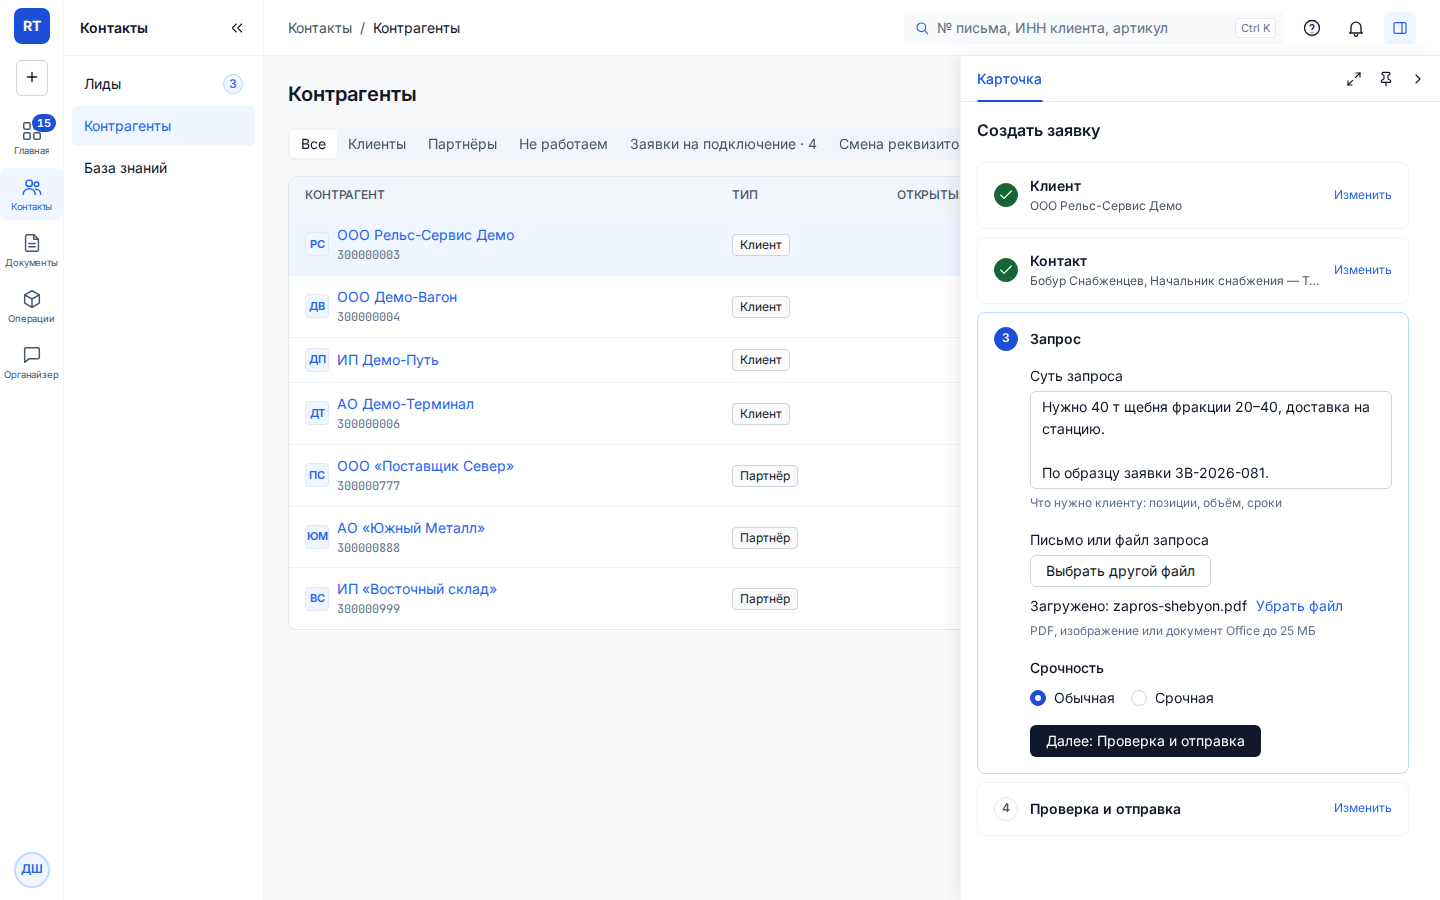 RT
15
Главная
Контакты
Документы
Операции
Органайзер
ДШ
Контакты
Лиды 3
Контрагенты
База знаний
Контакты / Контрагенты
№ письма, ИНН клиента, артикул Ctrl K
Контрагенты
Все Клиенты Партнёры Не работаем Заявки на подключение · 4 Смена реквизито
КОНТРАГЕНТ ТИП ОТКРЫТЫ
РС ООО Рельс-Сервис Демо Клиент
300000003
ДВ ООО Демо-Вагон Клиент
300000004
ДП ИП Демо-Путь Клиент
ДТ АО Демо-Терминал Клиент
300000006
ПС ООО «Поставщик Север» Партнёр
300000777
ЮМ АО «Южный Металл» Партнёр
300000888
ВС ИП «Восточный склад» Партнёр
300000999
Карточка
Создать заявку
Клиент
ООО Рельс-Сервис Демо
Изменить
Контакт
Бобур Снабженцев, Начальник снабжения — Т...
Изменить
3 Запрос
Суть запроса
Нужно 40 т щебня фракции 20–40, доставка на
станцию.
По образцу заявки ЗВ-2026-081.
Что нужно клиенту: позиции, объём, сроки
Письмо или файл запроса
Выбрать другой файл
Загружено: zapros-shebyon.pdf Убрать файл
PDF, изображение или документ Office до 25 МБ
Срочность
Обычная Срочная
Далее: Проверка и отправка
4 Проверка и отправка Изменить